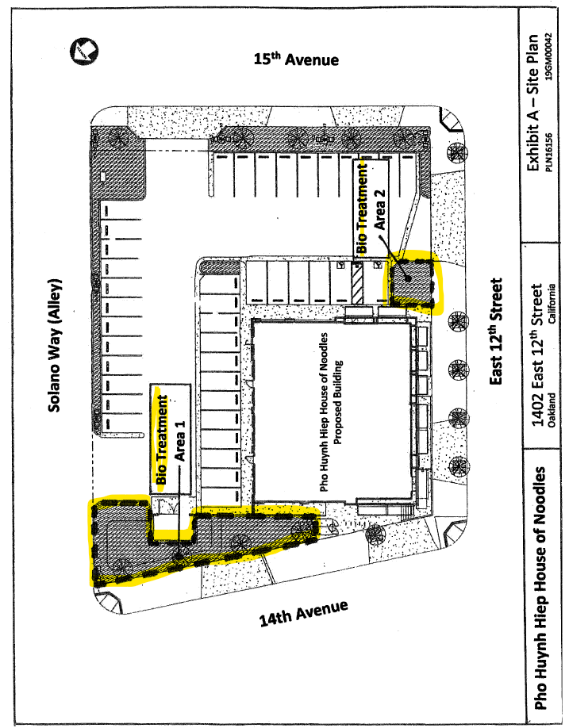 15th Avenue
Solano Way (Alley)
Bio Treatment
Area 2
Bio Treatment
Area 1
Pho Huynh Hiep House of Noodles
Proposed Building
East 12th Street
14th Avenue
Pho Huynh Hiep House of Noodles
1402 East 12th Street
Oakland California
Exhibit A – Site Plan
PLN16156 19GM00042